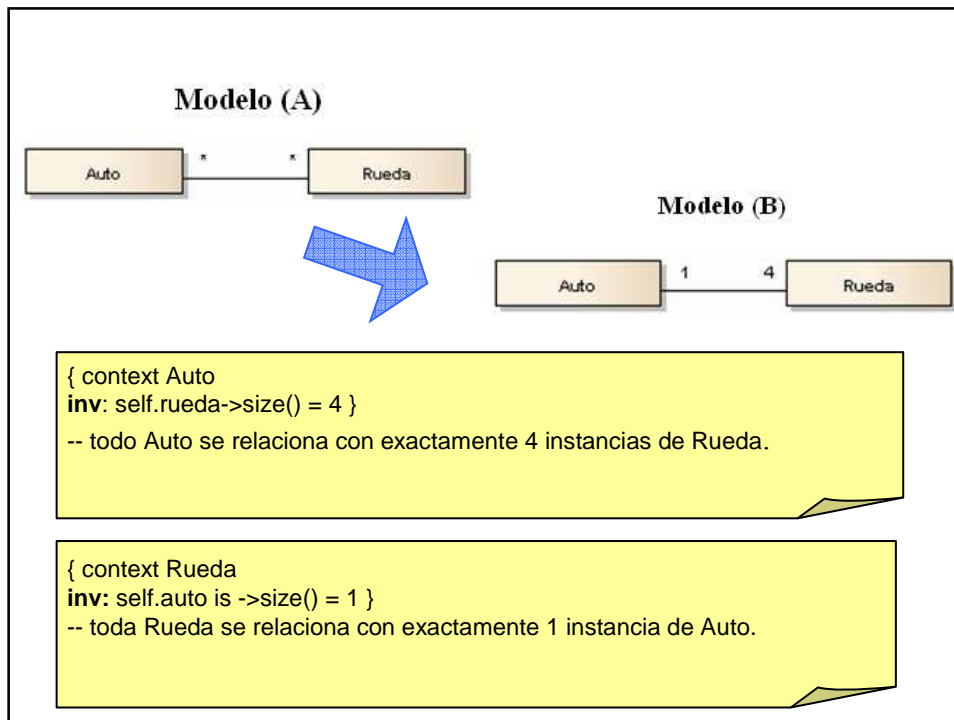 Modelo (A)
Auto
*
*
Rueda
Modelo (B)
Auto
1
4
Rueda
{ context Auto
inv: self.rueda->size() = 4 }
-- todo Auto se relaciona con exactamente 4 instancias de Rueda.
{ context Rueda
inv: self.auto is ->size() = 1 }
-- toda Rueda se relaciona con exactamente 1 instancia de Auto.